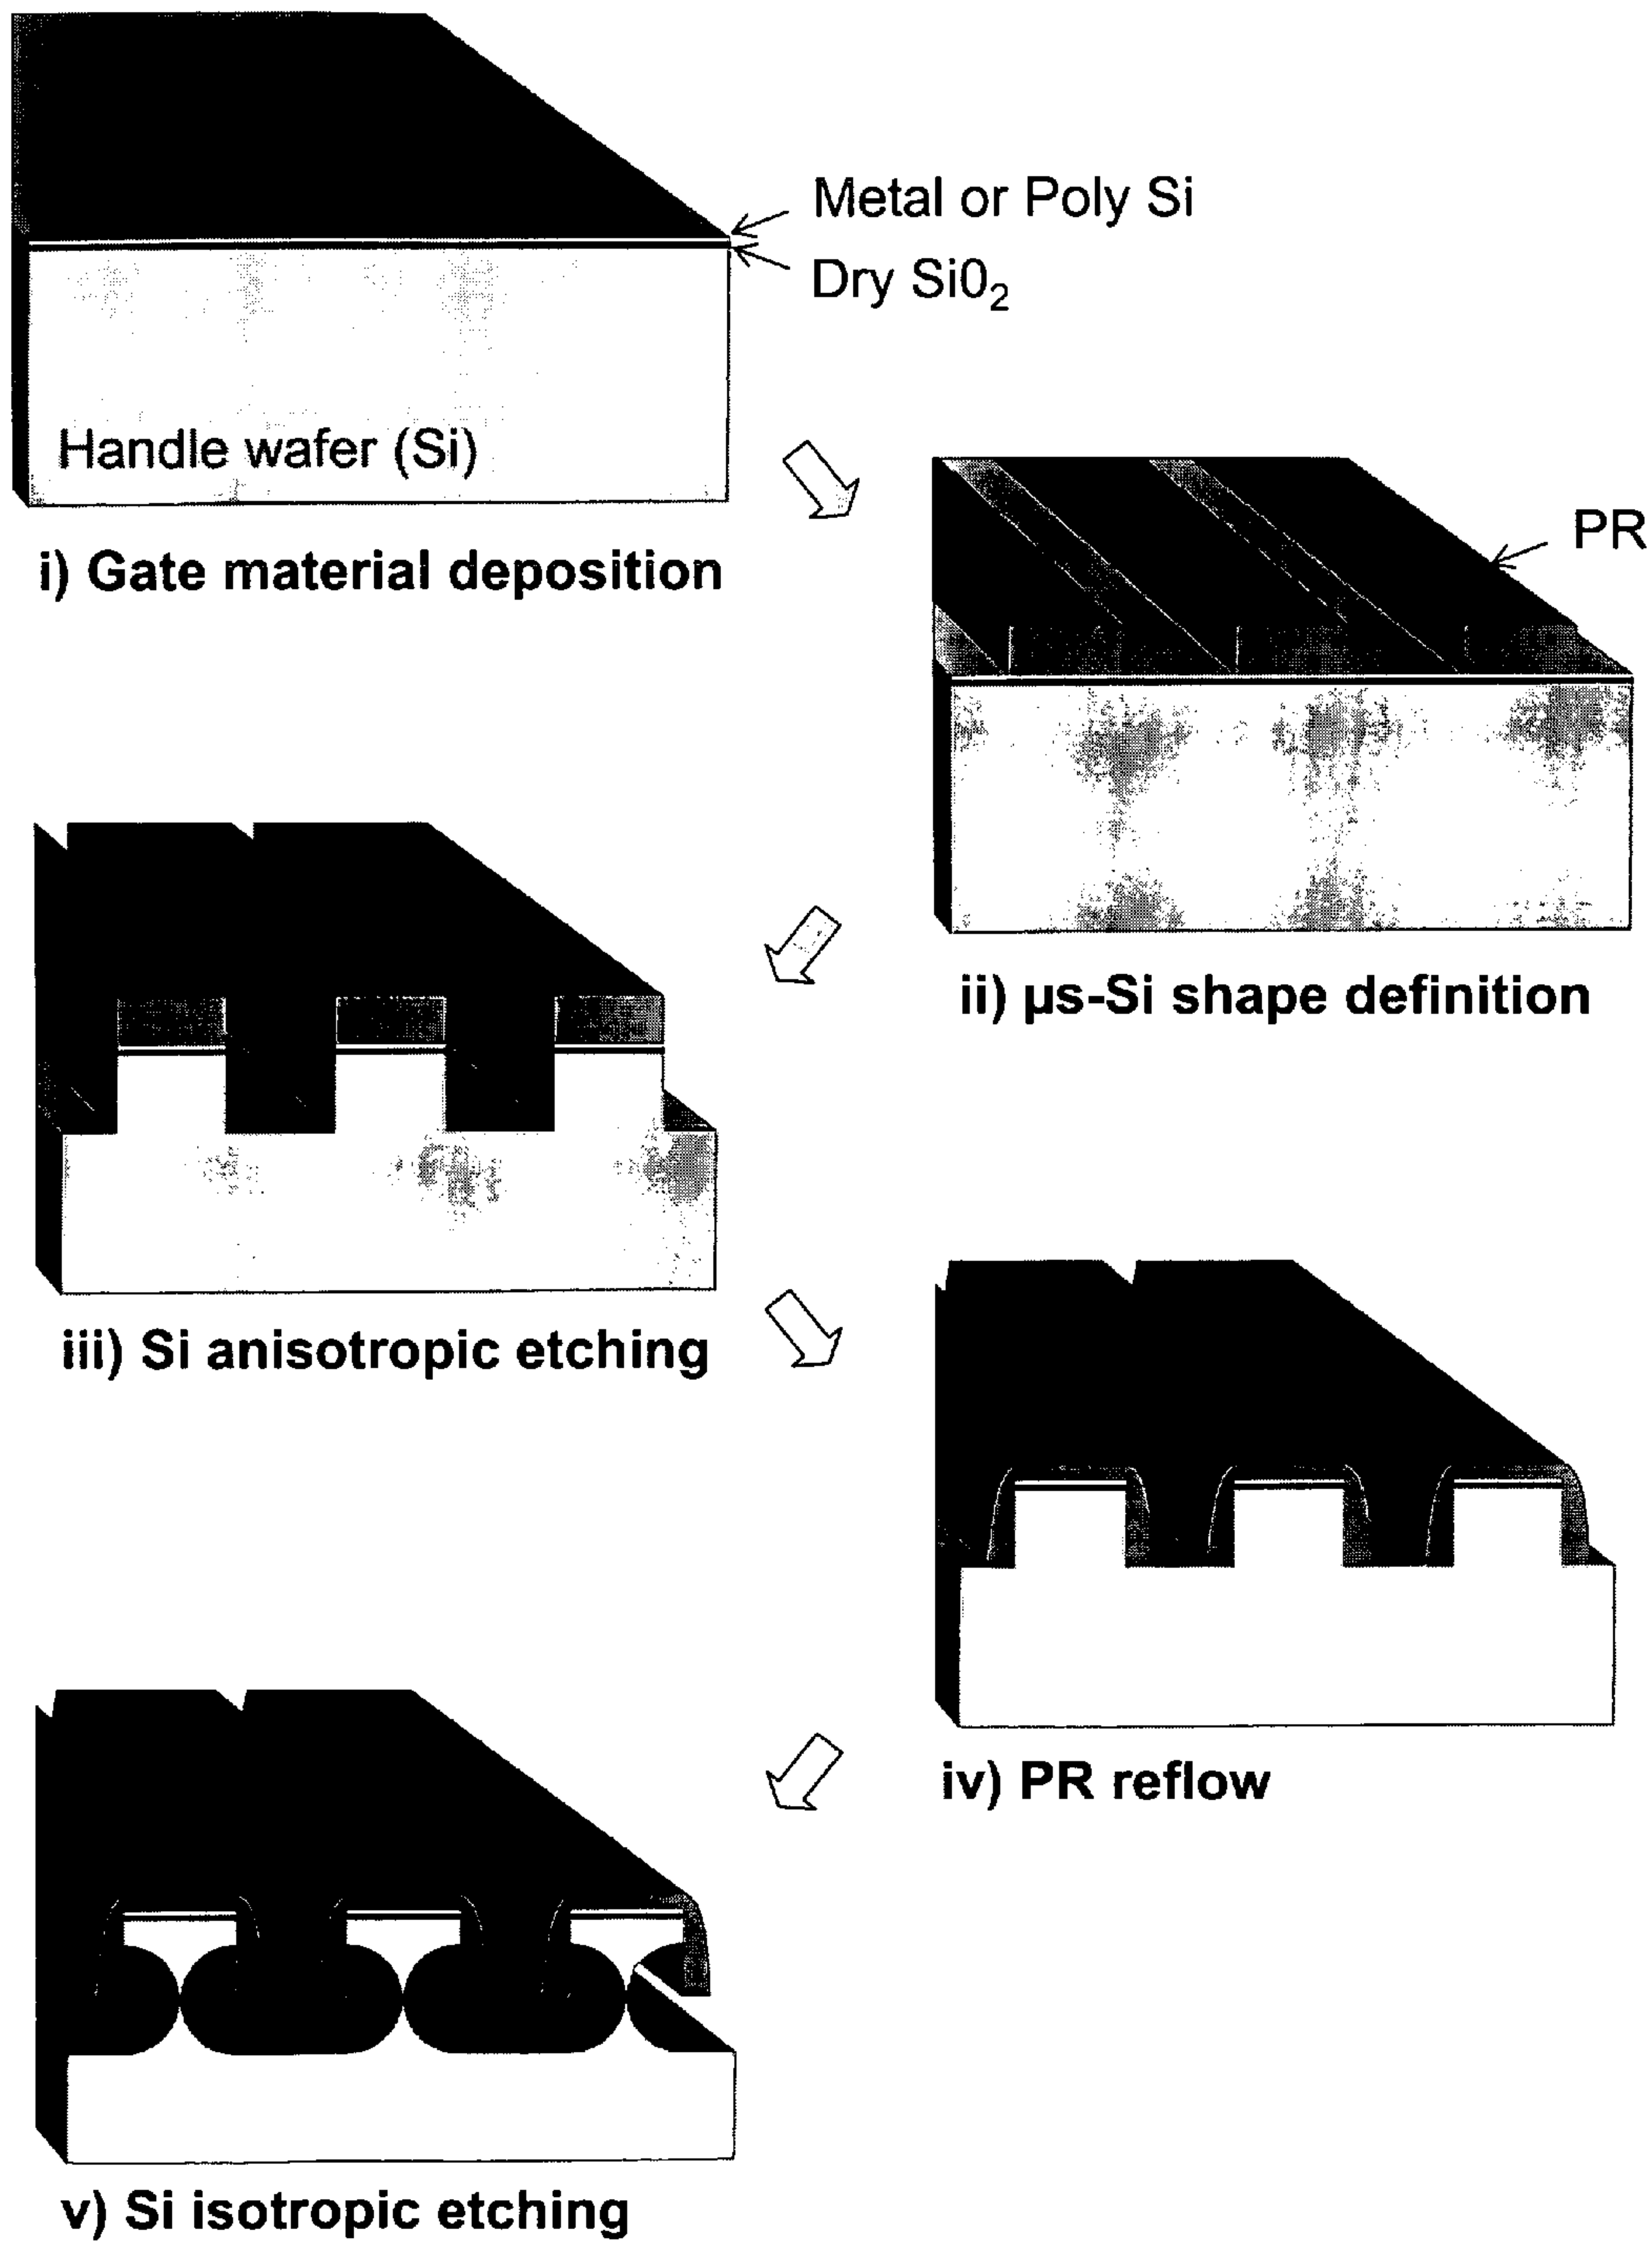 Metal or Poly Si
Dry Si0₂
Handle wafer (Si)
i) Gate material deposition
PR
ii) µs-Si shape definition
iii) Si anisotropic etching
iv) PR reflow
v) Si isotropic etching